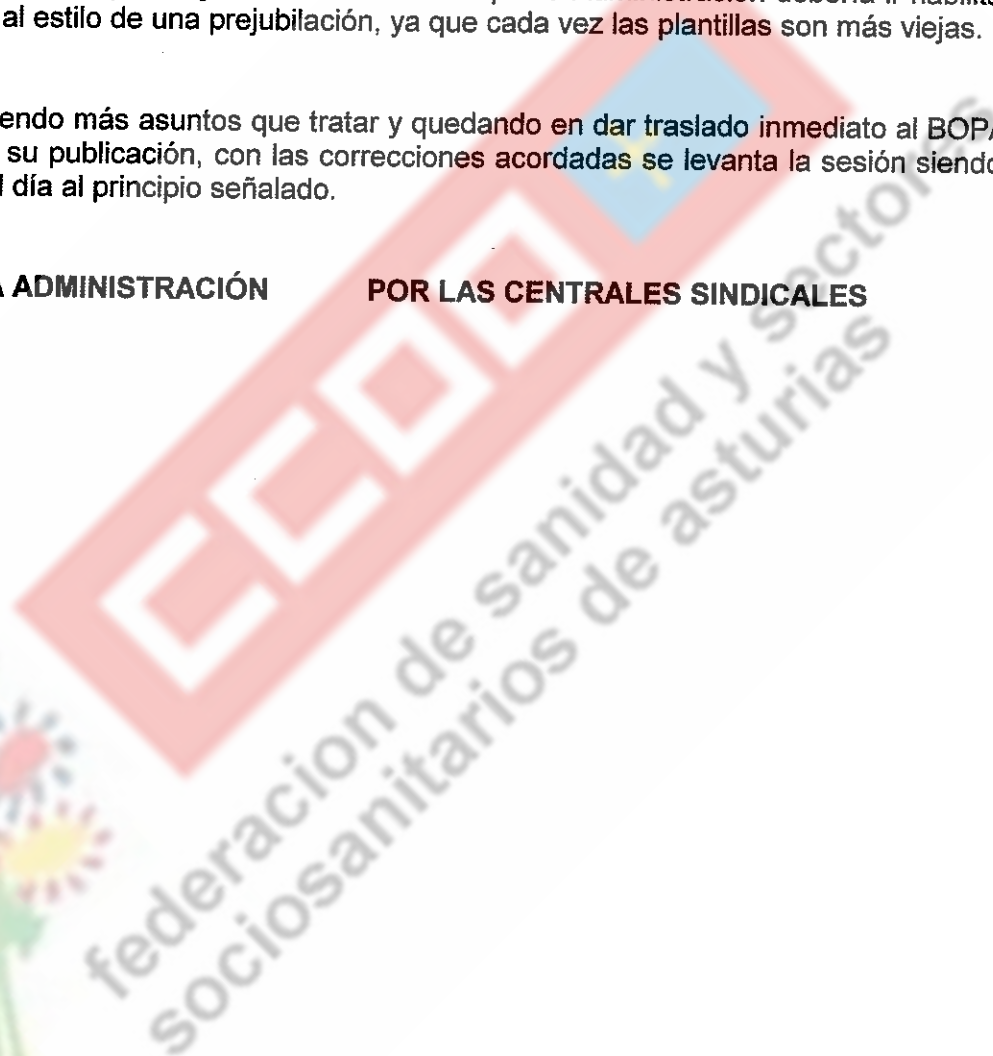 al estilo de una prejubilación, ya que cada vez las plantillas son más viejas.
endo más asuntos que tratar y quedando en dar traslado inmediato al BOPA
su publicación, con las correcciones acordadas se levanta la sesión siendo
día al principio señalado.
ADMINISTRACIÓN POR LAS CENTRALES SINDICALES
CCOO
federacion de sanidad y sectores
sociosanitarios de asturias